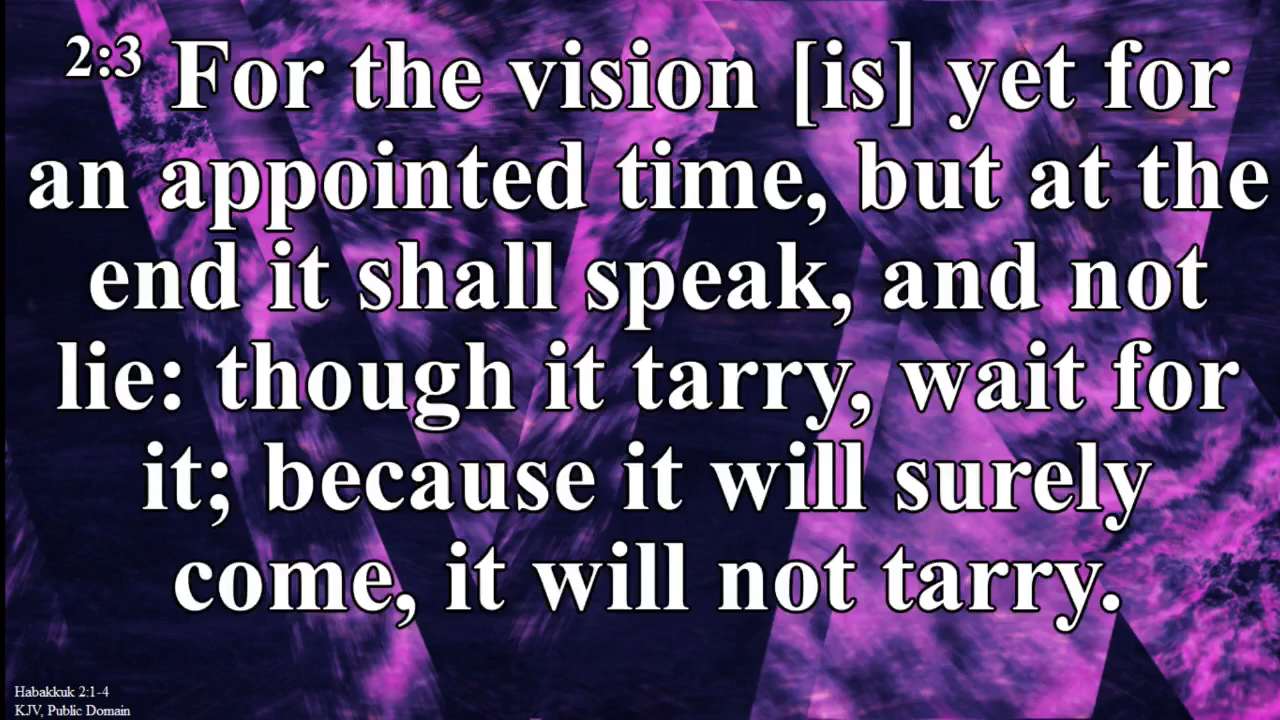 2:3 For the vision [is] yet for
an appointed time, but at the
end it shall speak, and not
lie: though it tarry, wait for
it; because it will surely
come, it will not tarry.
Habakkuk 2:1-4
KJV, Public Domain